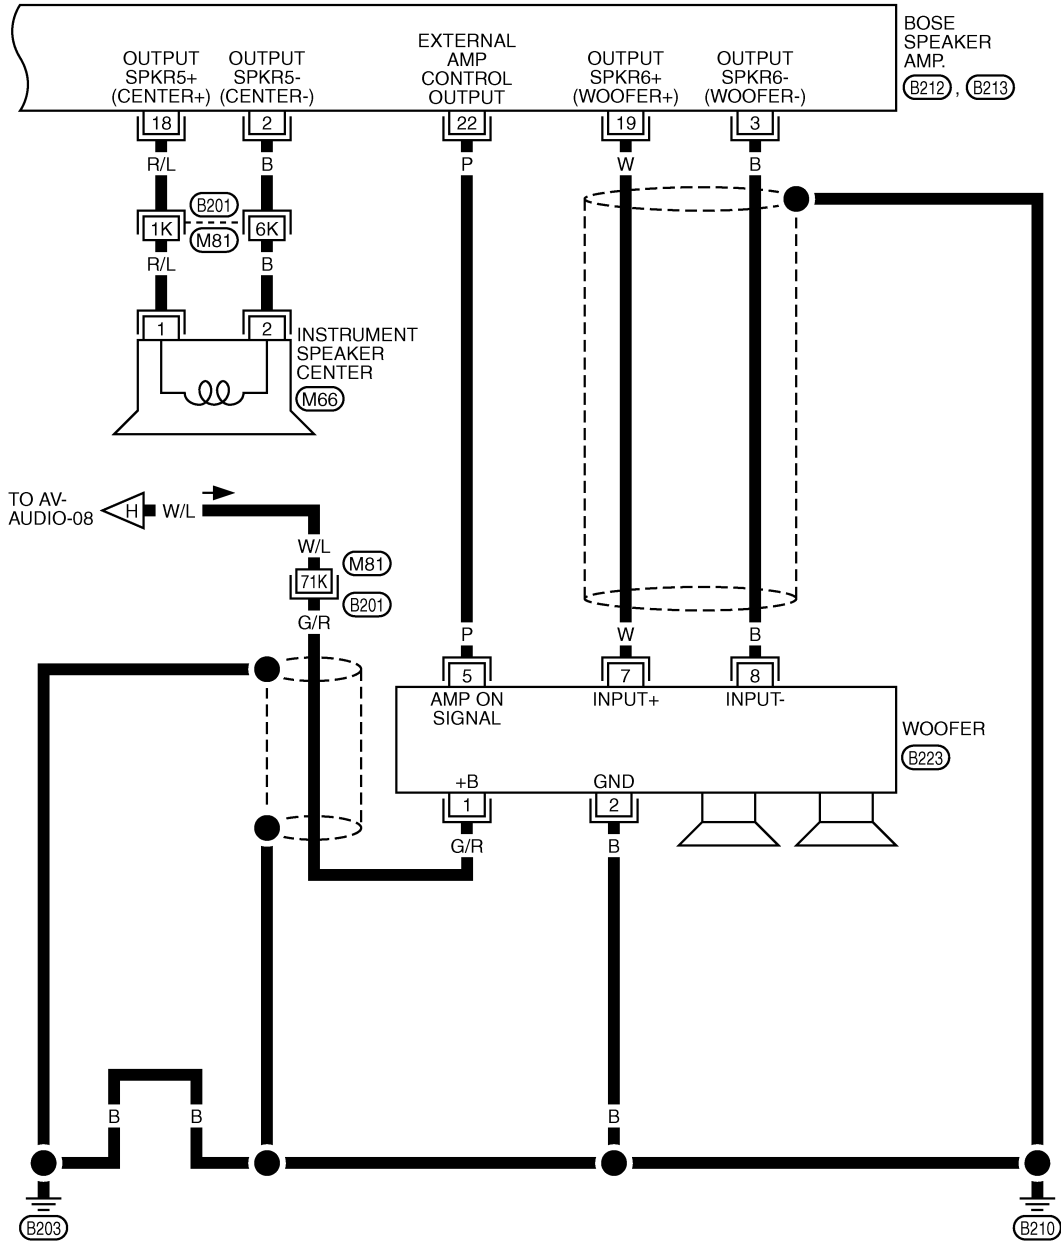 BOSE
SPEAKER
AMP.
B212 , B213
OUTPUT
SPKR5+
(CENTER+)
OUTPUT
SPKR5-
(CENTER-)
EXTERNAL
AMP
CONTROL
OUTPUT
OUTPUT
SPKR6+
(WOOFER+)
OUTPUT
SPKR6-
(WOOFER-)
18
2
22
19
3
R/L
B
P
W
B
B201
1K
6K
M81
R/L
B
1
2
INSTRUMENT
SPEAKER
CENTER
M66
TO AV-
AUDIO-08
H
W/L
W/L
M81
71K
B201
G/R
P
W
B
5
7
8
AMP ON
SIGNAL
INPUT+
INPUT-
WOOFER
B223
+B
GND
1
2
G/R
B
B
B
B
B203
B210